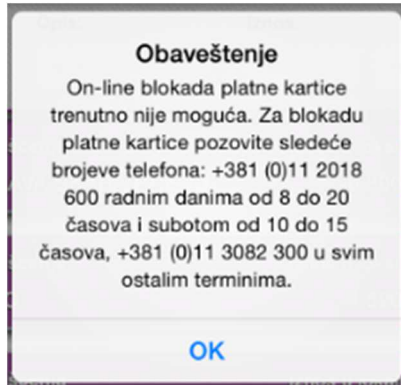 Obaveštenje
On-line blokada platne kartice
trenutno nije moguća. Za blokadu
platne kartice pozovite sledeće
brojeve telefona: +381 (0)11 2018
600 radnim danima od 8 do 20
časova i subotom od 10 do 15
časova, +381 (0)11 3082 300 u svim
ostalim terminima.
OK